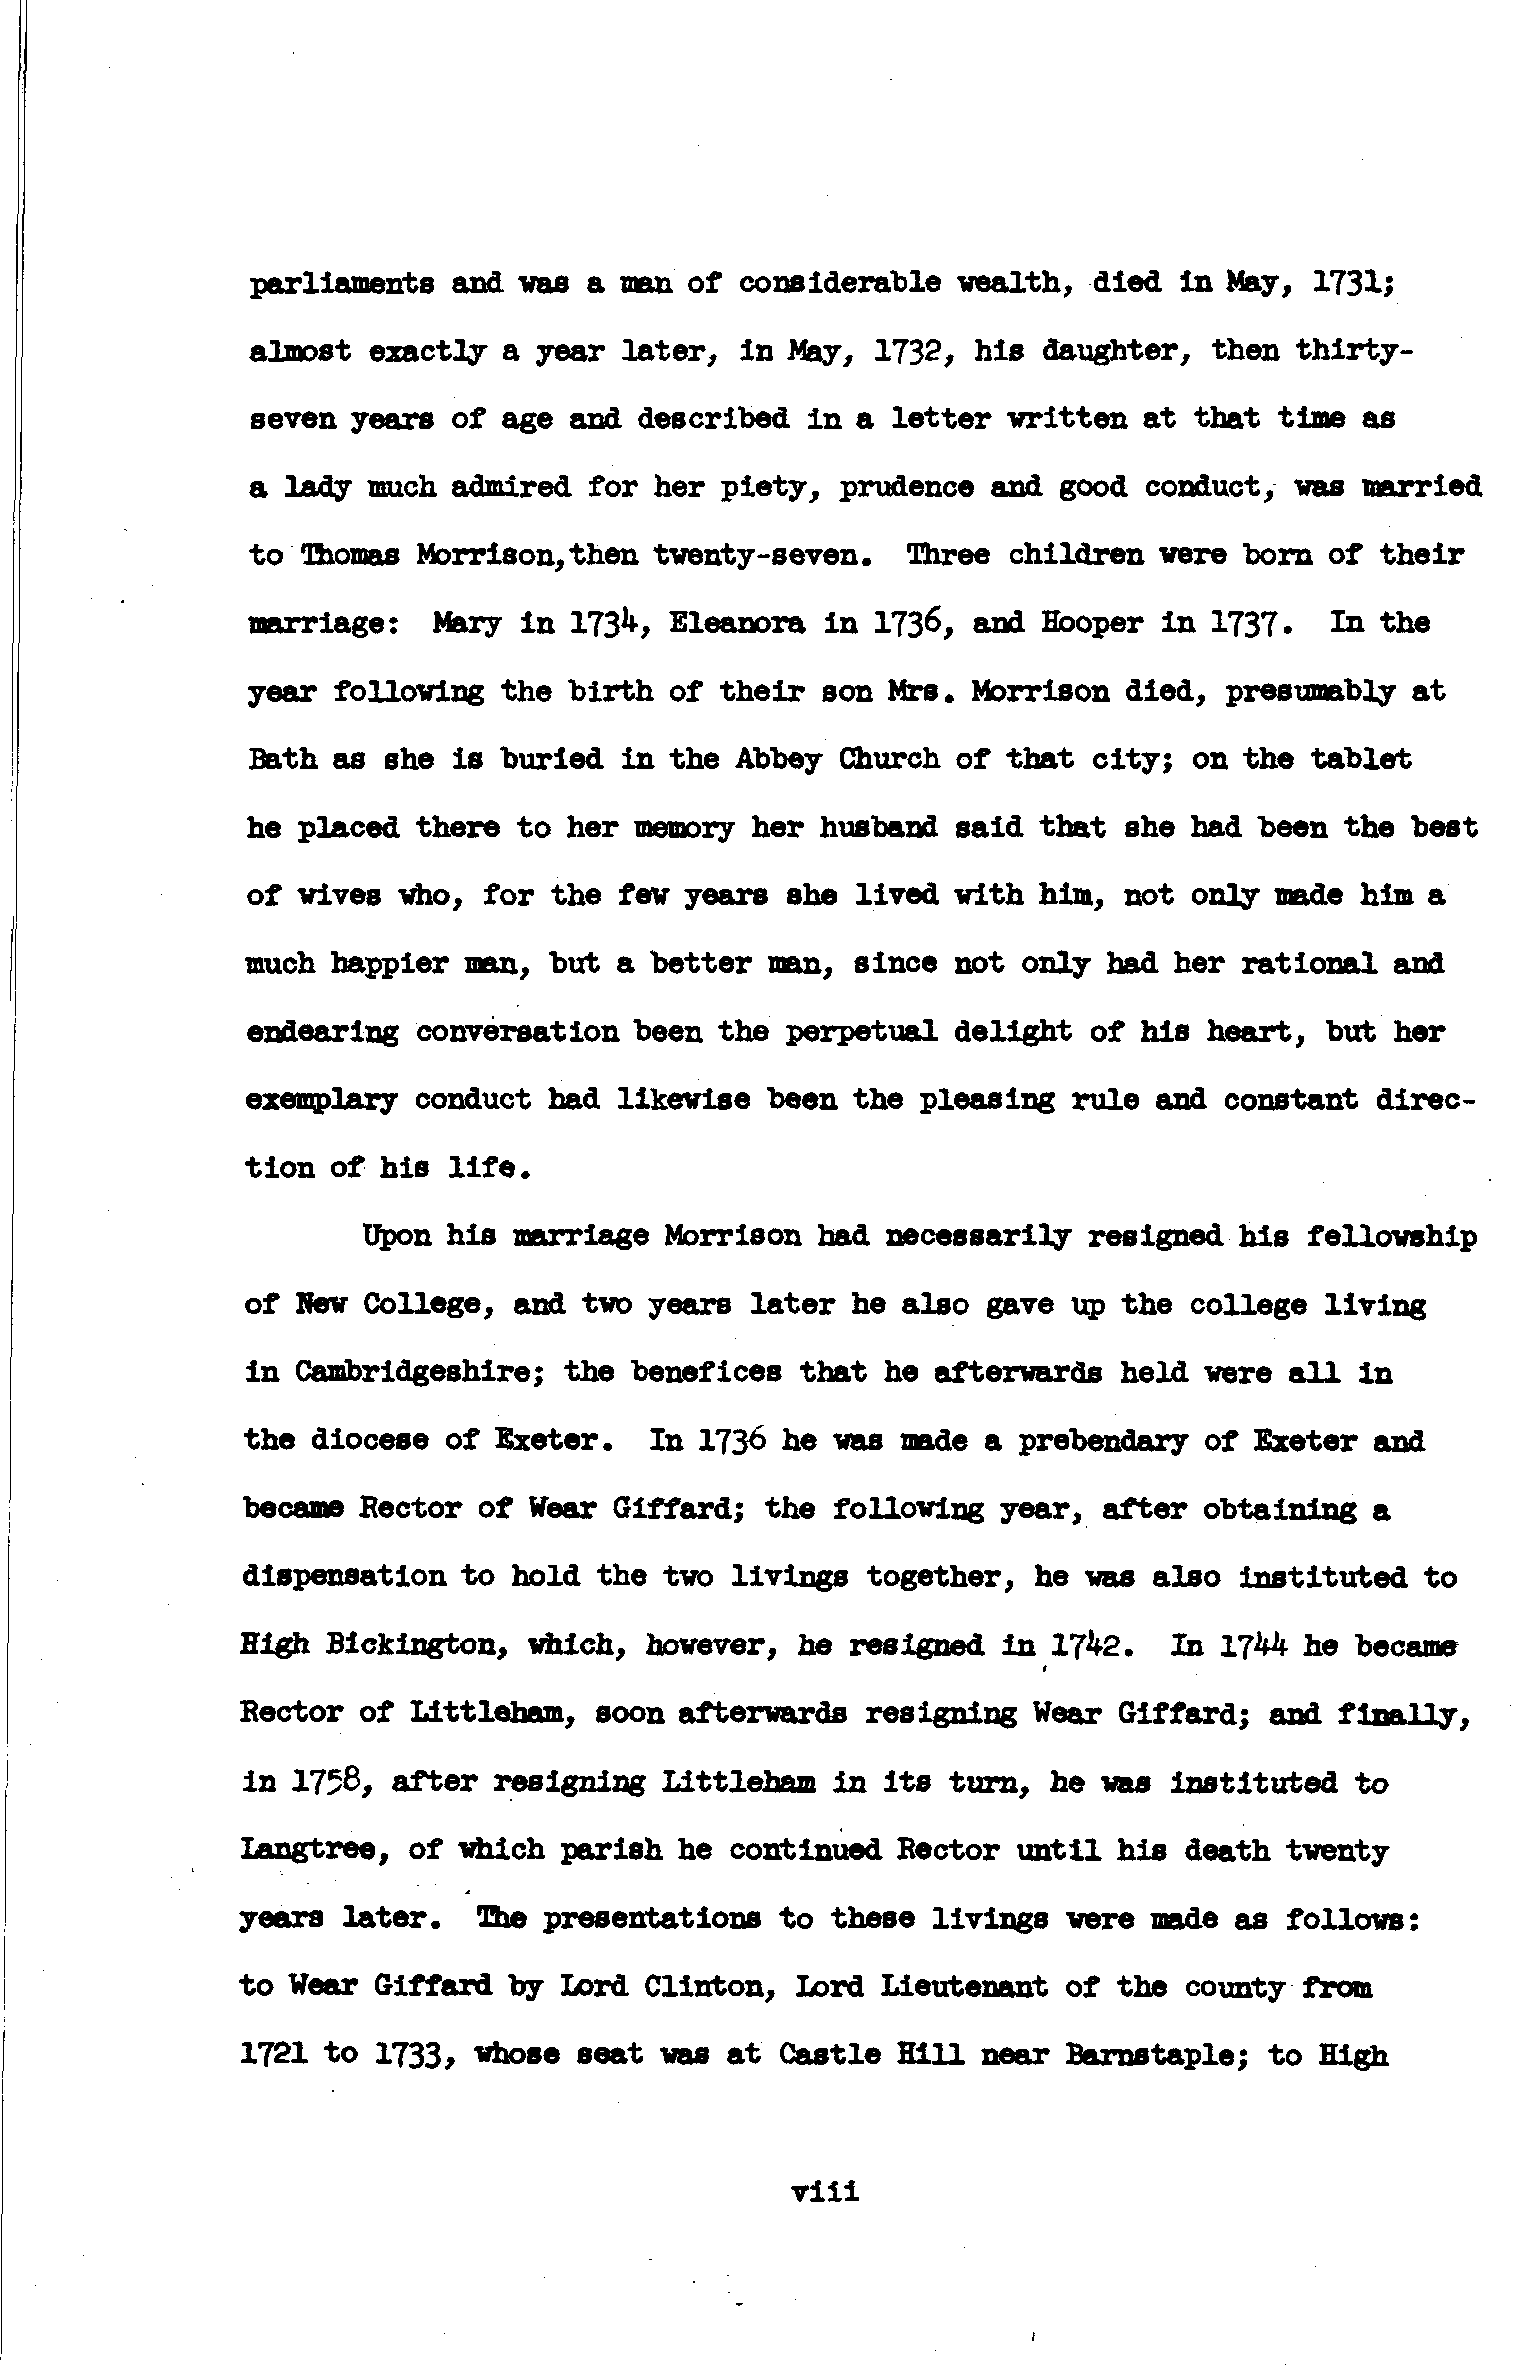 parliaments and was a man of considerable wealth, died in May, 1731;
almost exactly a year later, in May, 1732, his daughter, then thirty-
seven years of age and described in a letter written at that time as
a lady much admired for her piety, prudence and good conduct, was married
to Thomas Morrison,then twenty-seven. Three children were born of their
marriage: Mary in 1734, Eleanora in 1736, and Hooper in 1737. In the
year following the birth of their son Mrs. Morrison died, presumably at
Bath as she is buried in the Abbey Church of that city; on the tablet
he placed there to her memory her husband said that she had been the best
of wives who, for the few years she lived with him, not only made him a
much happier man, but a better man, since not only had her rational and
endearing conversation been the perpetual delight of his heart, but her
exemplary conduct had likewise been the pleasing rule and constant direc-
tion of his life.
Upon his marriage Morrison had necessarily resigned his fellowship
of New College, and two years later he also gave up the college living
in Cambridgeshire; the benefices that he afterwards held were all in
the diocese of Exeter. In 1736 he was made a prebendary of Exeter and
became Rector of Wear Giffard; the following year, after obtaining a
dispensation to hold the two livings together, he was also instituted to
High Bickington, which, however, he resigned in 1742. In 1744 he became
Rector of Littleham, soon afterwards resigning Wear Giffard; and finally,
in 1758, after resigning Littleham in its turn, he was instituted to
Langtree, of which parish he continued Rector until his death twenty
years later. The presentations to these livings were made as follows:
to Wear Giffard by Lord Clinton, Lord Lieutenant of the county from
1721 to 1733, whose seat was at Castle Hill near Barnstaple; to High
viii